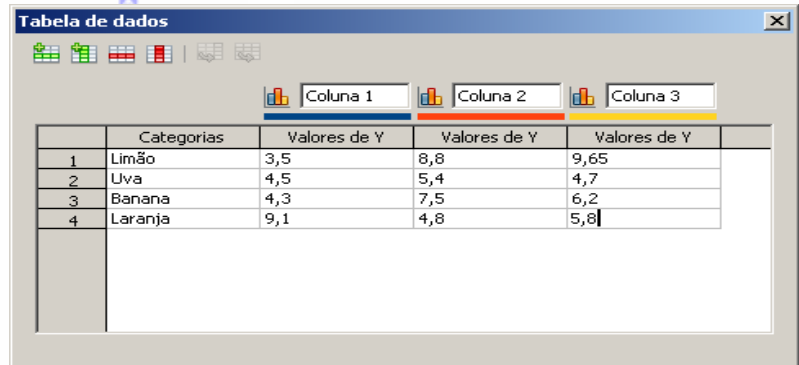 Tabela de dados
Coluna 1 Coluna 2 Coluna 3
Categorias Valores de Y Valores de Y Valores de Y
1 Limão 3,5 8,8 9,65
2 Uva 4,5 5,4 4,7
3 Banana 4,3 7,5 6,2
4 Laranja 9,1 4,8 5,8